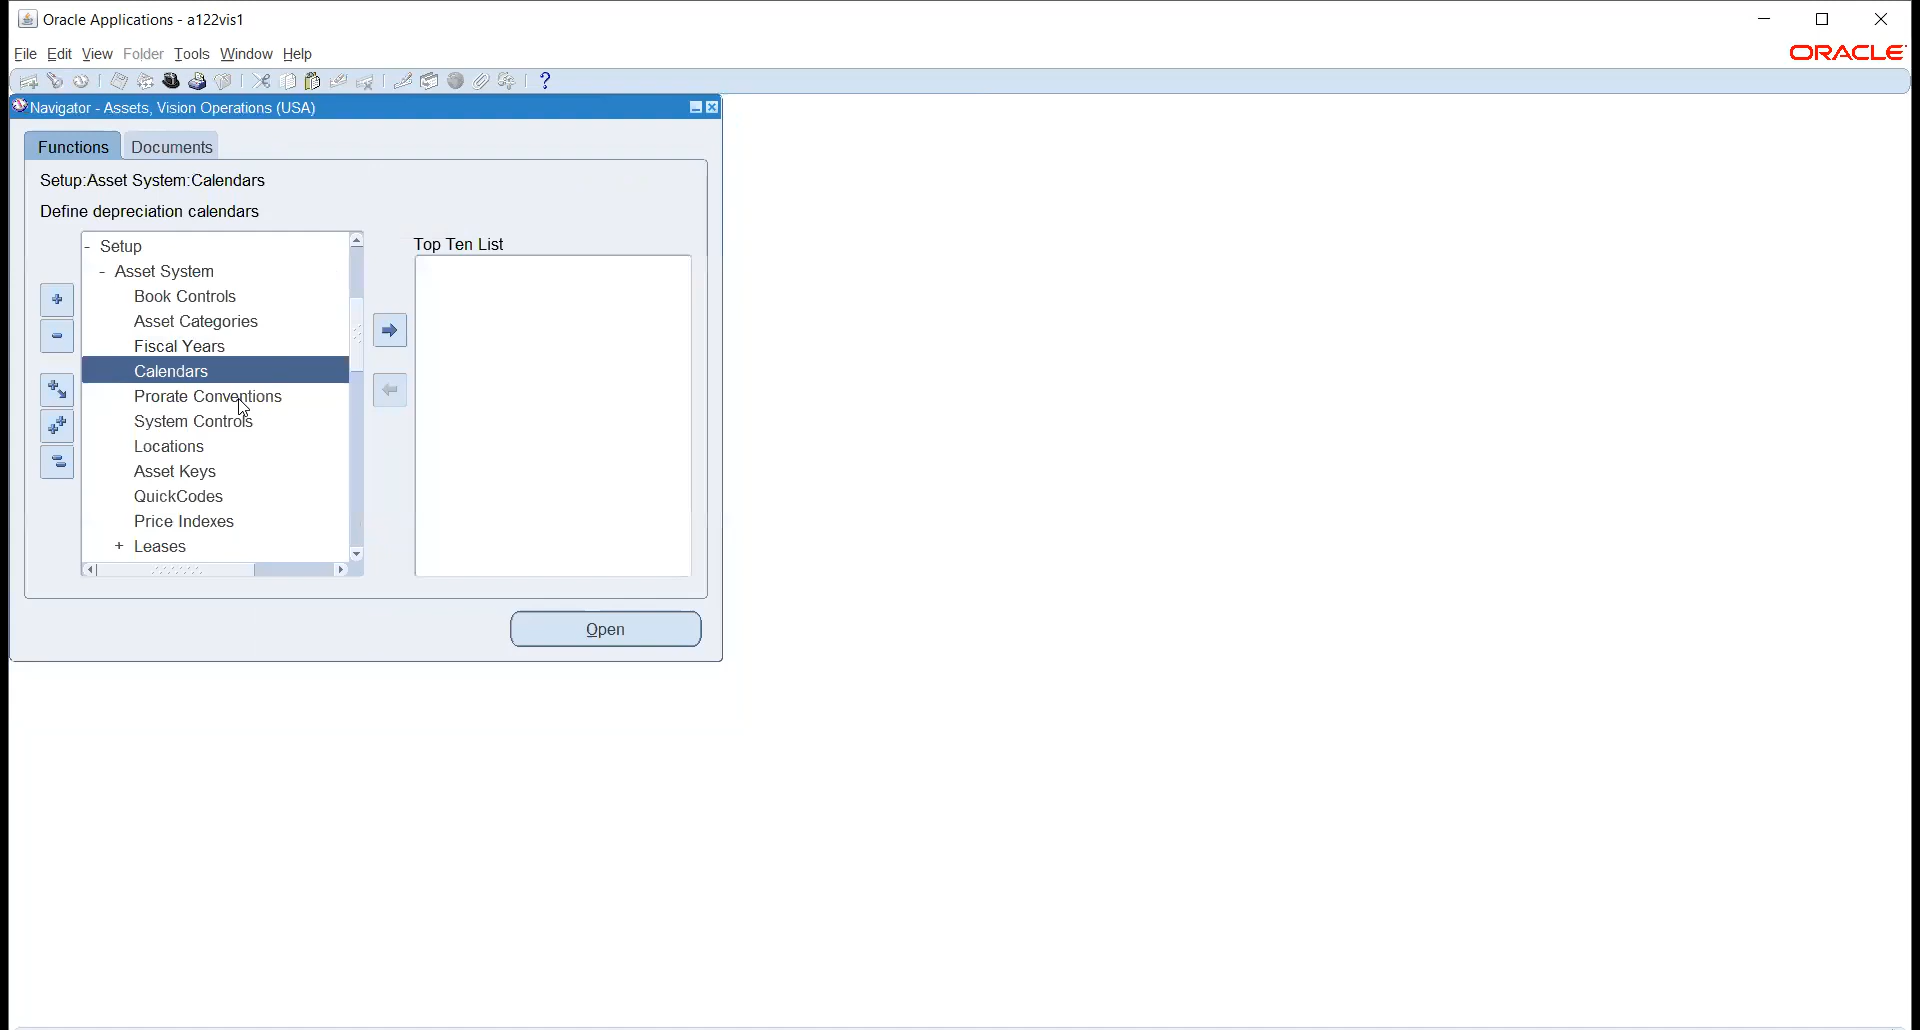 Oracle Applications - a122vis1
File Edit View Folder Tools Window Help
ORACLE
Navigator - Assets, Vision Operations (USA)
Functions Documents
Setup:Asset System:Calendars
Define depreciation calendars
- Setup
- Asset System
Book Controls
Asset Categories
Fiscal Years
Calendars
Prorate Conventions
System Controls
Locations
Asset Keys
QuickCodes
Price Indexes
+ Leases
Top Ten List
Open